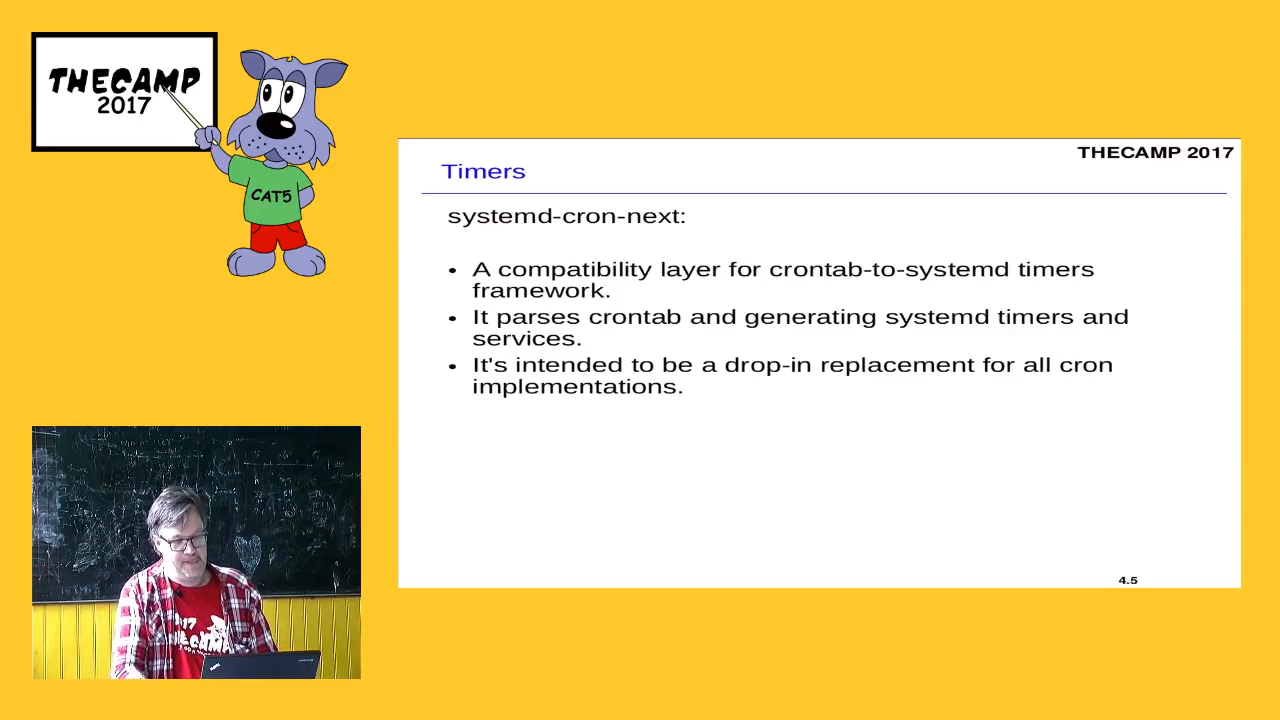 THECAMP
2017
CAT5
THECAMP 2017
Timers
systemd-cron-next:
• A compatibility layer for crontab-to-systemd timers
framework.
• It parses crontab and generating systemd timers and
services.
• It's intended to be a drop-in replacement for all cron
implementations.
4.5
2017
THECAMP